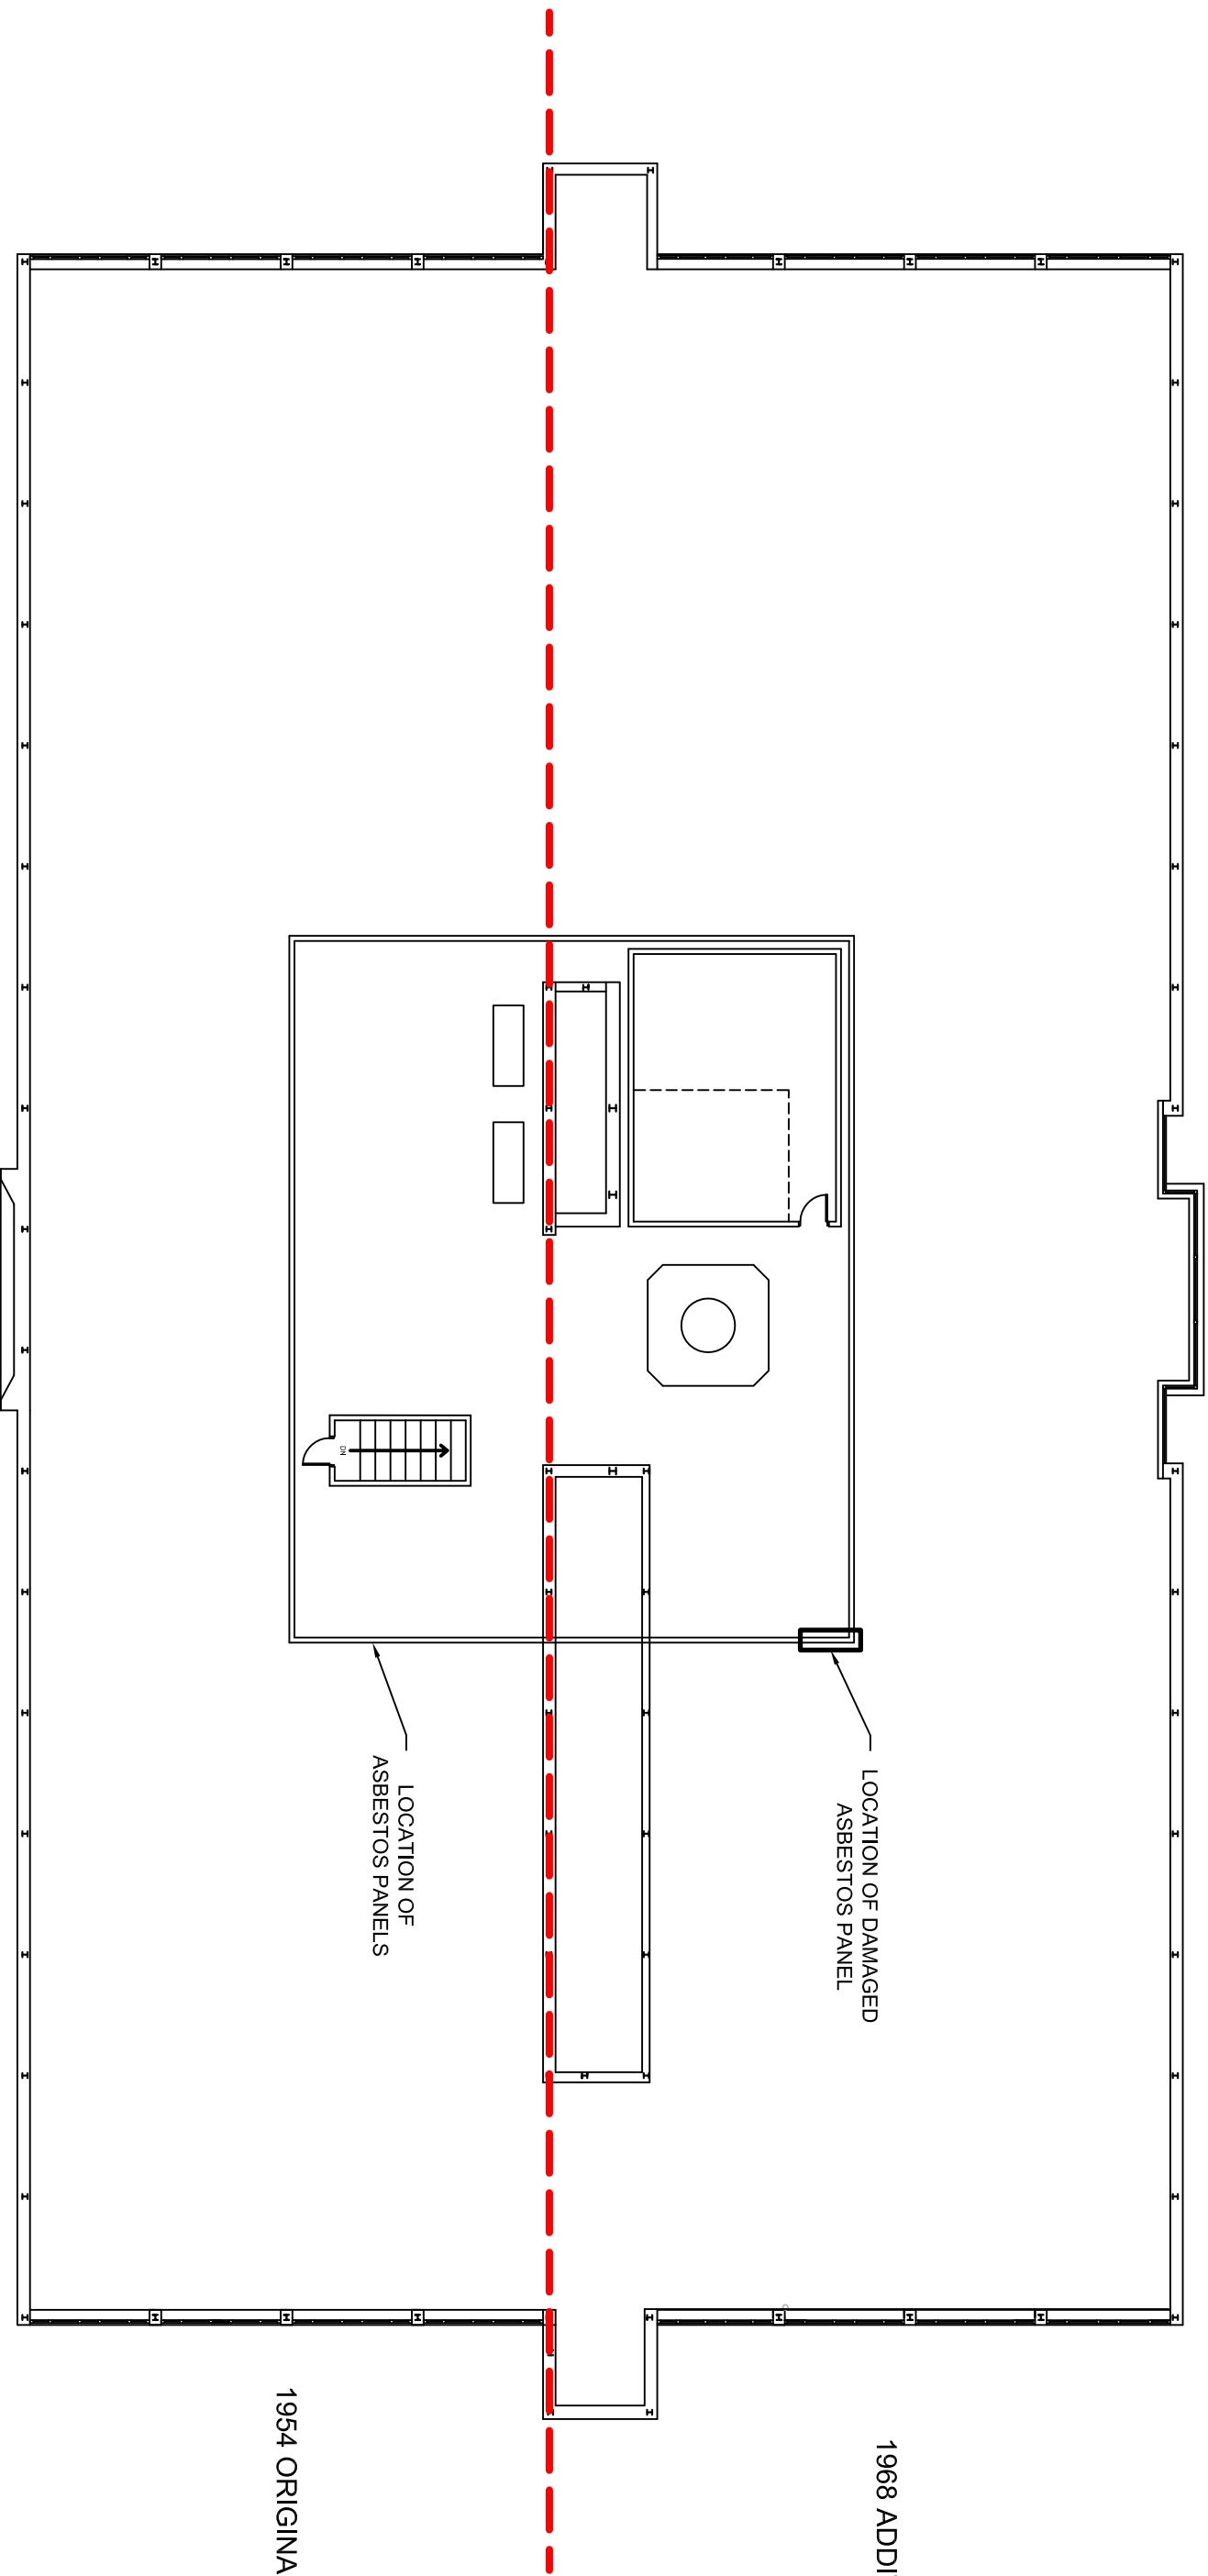 LOCATION OF DAMAGED
ASBESTOS PANEL
LOCATION OF
ASBESTOS PANELS
DN
1968 ADDI
1954 ORIGINA